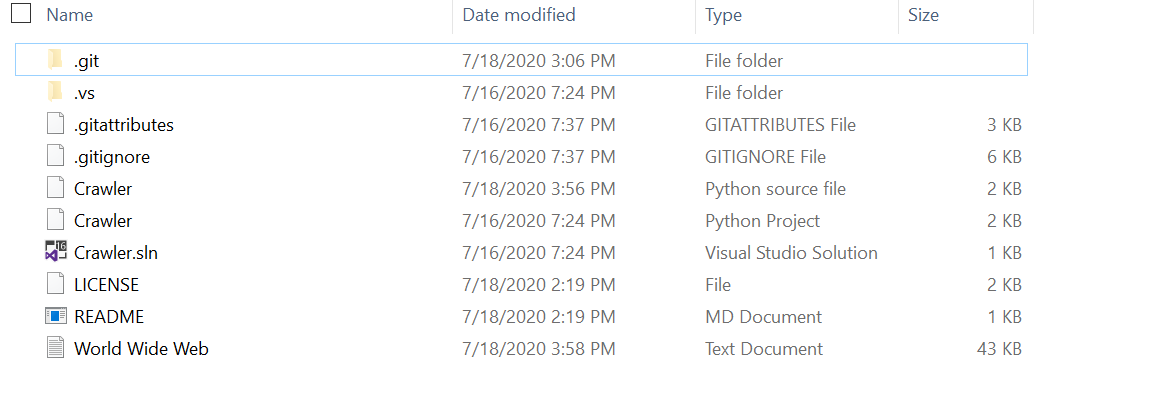 Name Date modified Type Size
.git 7/18/2020 3:06 PM File folder
.vs 7/16/2020 7:24 PM File folder
.gitattributes 7/16/2020 7:37 PM GITATTRIBUTES File 3 KB
.gitignore 7/16/2020 7:37 PM GITIGNORE File 6 KB
Crawler 7/18/2020 3:56 PM Python source file 2 KB
Crawler 7/16/2020 7:24 PM Python Project 2 KB
Crawler.sln 7/16/2020 7:24 PM Visual Studio Solution 1 KB
LICENSE 7/18/2020 2:19 PM File 2 KB
README 7/18/2020 2:19 PM MD Document 1 KB
World Wide Web 7/18/2020 3:58 PM Text Document 43 KB